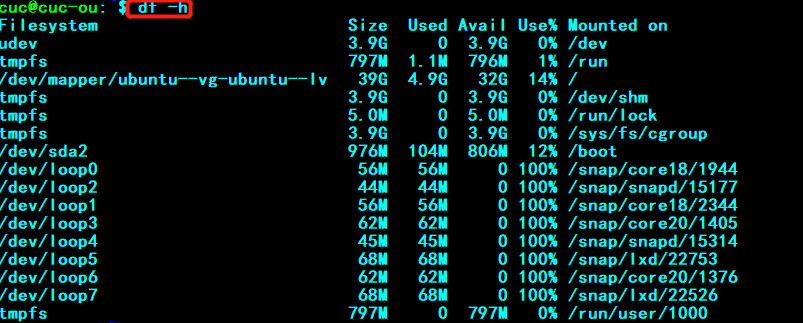 cuc@cuc-ou: $ df -h
Filesystem Size Used Avail Use% Mounted on
udev 3.9G 0 3.9G 0% /dev
tmpfs 797M 1.1M 796M 1% /run
/dev/mapper/ubuntu--vg-ubuntu--lv 39G 4.9G 32G 14% /
tmpfs 3.9G 0 3.9G 0% /dev/shm
tmpfs 5.0M 0 5.0M 0% /run/lock
tmpfs 3.9G 0 3.9G 0% /sys/fs/cgroup
/dev/sda2 976M 104M 806M 12% /boot
/dev/loop0 56M 56M 0 100% /snap/core18/1944
/dev/loop2 44M 44M 0 100% /snap/snapd/15177
/dev/loop1 56M 56M 0 100% /snap/core18/2344
/dev/loop3 62M 62M 0 100% /snap/core20/1405
/dev/loop4 45M 45M 0 100% /snap/snapd/15314
/dev/loop5 68M 68M 0 100% /snap/lxd/22753
/dev/loop6 62M 62M 0 100% /snap/core20/1376
/dev/loop7 68M 68M 0 100% /snap/lxd/22526
tmpfs 797M 0 797M 0% /run/user/1000